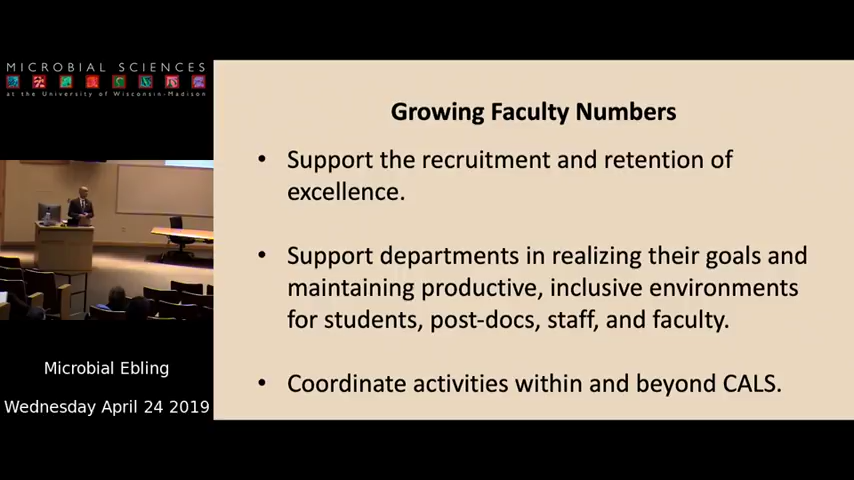 MICROBIAL SCIENCES
at the University of Wisconsin-Madison
Growing Faculty Numbers
• Support the recruitment and retention of
excellence.
• Support departments in realizing their goals and
maintaining productive, inclusive environments
for students, post-docs, staff, and faculty.
• Coordinate activities within and beyond CALS.
Microbial Ebling
Wednesday April 24 2019